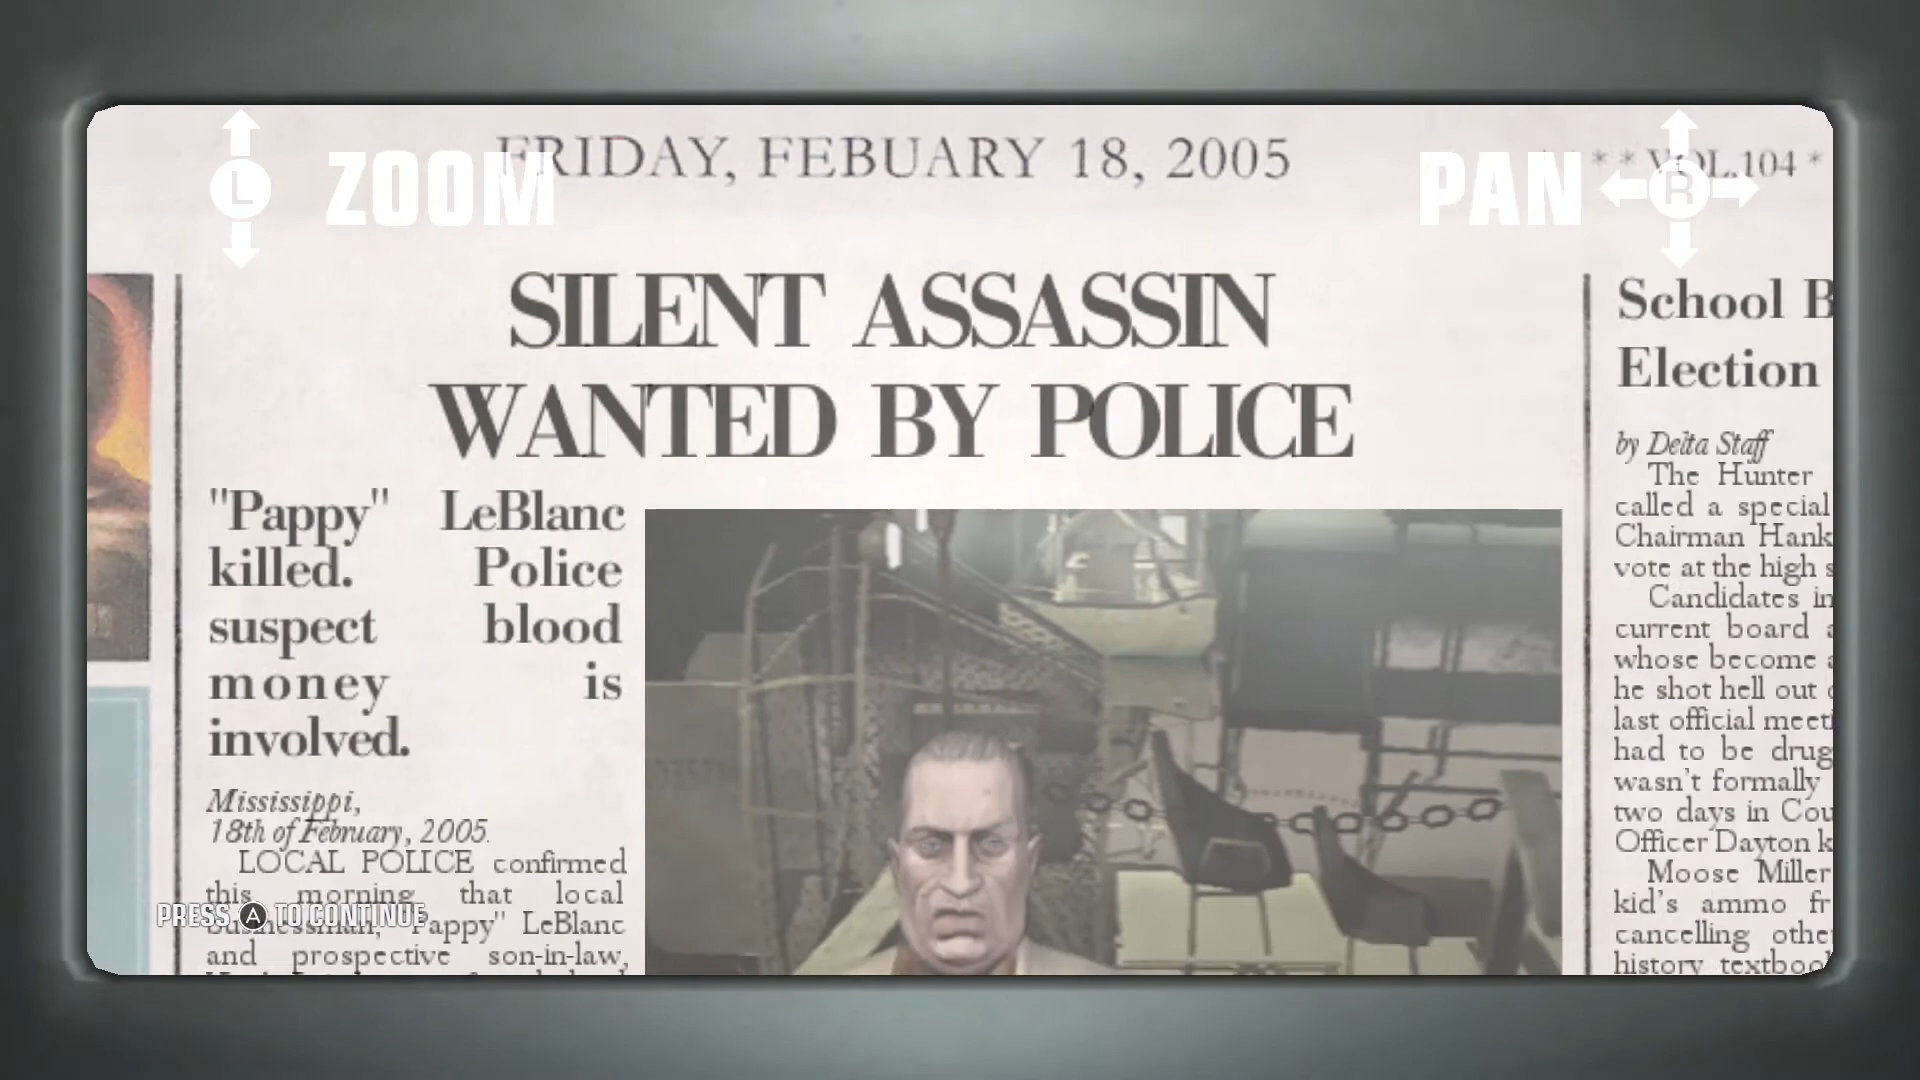 FRIDAY, FEBUARY 18, 2005
* * VOL.104 *
L
ZOOM
PAN
R
SILENT ASSASSIN
WANTED BY POLICE
"Pappy" LeBlanc
killed. Police
suspect blood
money is
involved.
Mississippi,
18th of February, 2005.
LOCAL POLICE confirmed
this morning that local
businessman, "Pappy" LeBlanc
and prospective son-in-law,
PRESS A TO CONTINUE
School B
Election
by Delta Staff
The Hunter
called a special
Chairman Hank
vote at the high s
Candidates in
current board a
whose become a
he shot hell out o
last official meeti
had to be drug
wasn't formally
two days in Cou
Officer Dayton k
Moose Miller
kid's ammo fr
cancelling othe
history textbook